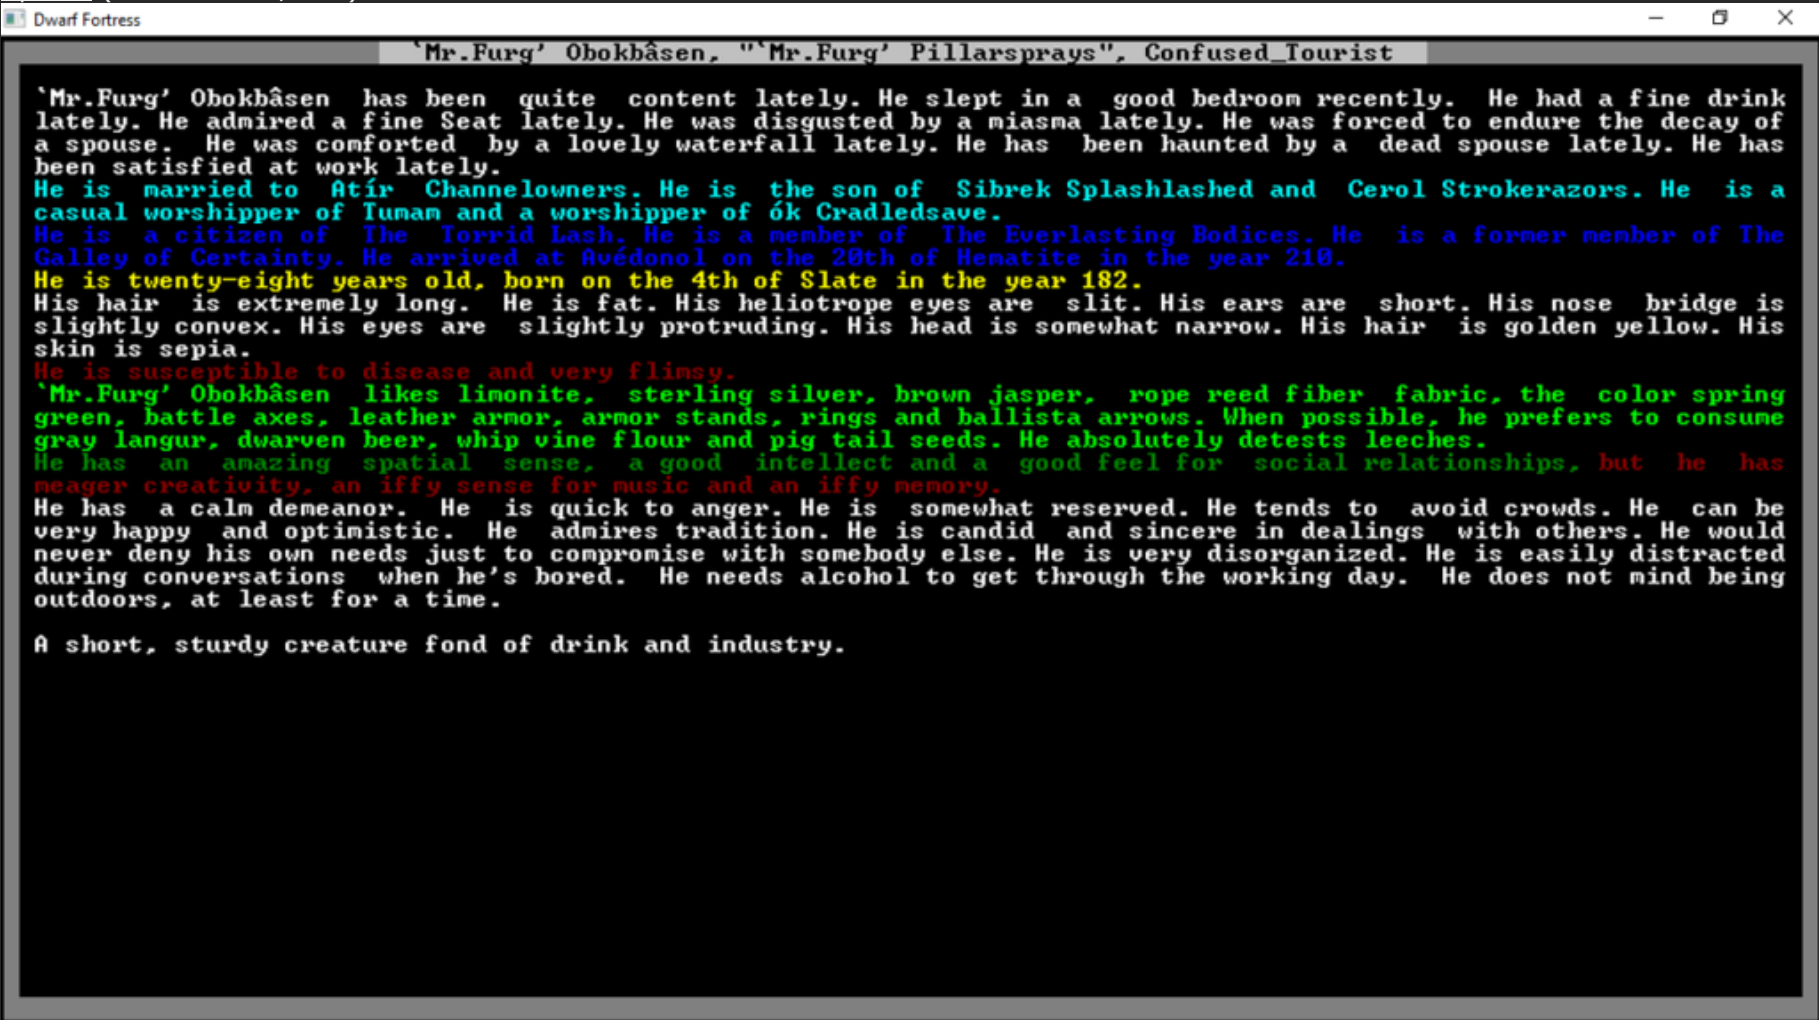 Dwarf Fortress
`Mr.Furg' Obokbâsen, "`Mr.Furg' Pillarsprays", Confused_Tourist
`Mr.Furg' Obokbâsen has been quite content lately. He slept in a good bedroom recently. He had a fine drink
lately. He admired a fine Seat lately. He was disgusted by a miasma lately. He was forced to endure the decay of
a spouse. He was comforted by a lovely waterfall lately. He has been haunted by a dead spouse lately. He has
been satisfied at work lately.
He is married to Atír Channelowners. He is the son of Sibrek Splashlashed and Cerol Strokerazors. He is a
casual worshipper of Tumam and a worshipper of ók Cradledsave.
He is a citizen of The Torrid Lash. He is a member of The Everlasting Bodices. He is a former member of The
Galley of Certainty. He arrived at Avédonol on the 20th of Hematite in the year 210.
He is twenty-eight years old, born on the 4th of Slate in the year 182.
His hair is extremely long. He is fat. His heliotrope eyes are slit. His ears are short. His nose bridge is
slightly convex. His eyes are slightly protruding. His head is somewhat narrow. His hair is golden yellow. His
skin is sepia.
He is susceptible to disease and very flimsy.
`Mr.Furg' Obokbâsen likes limonite, sterling silver, brown jasper, rope reed fiber fabric, the color spring
green, battle axes, leather armor, armor stands, rings and ballista arrows. When possible, he prefers to consume
gray langur, dwarven beer, whip vine flour and pig tail seeds. He absolutely detests leeches.
He has an amazing spatial sense, a good intellect and a good feel for social relationships, but he has
meager creativity, an iffy sense for music and an iffy memory.
He has a calm demeanor. He is quick to anger. He is somewhat reserved. He tends to avoid crowds. He can be
very happy and optimistic. He admires tradition. He is candid and sincere in dealings with others. He would
never deny his own needs just to compromise with somebody else. He is very disorganized. He is easily distracted
during conversations when he's bored. He needs alcohol to get through the working day. He does not mind being
outdoors, at least for a time.
A short, sturdy creature fond of drink and industry.